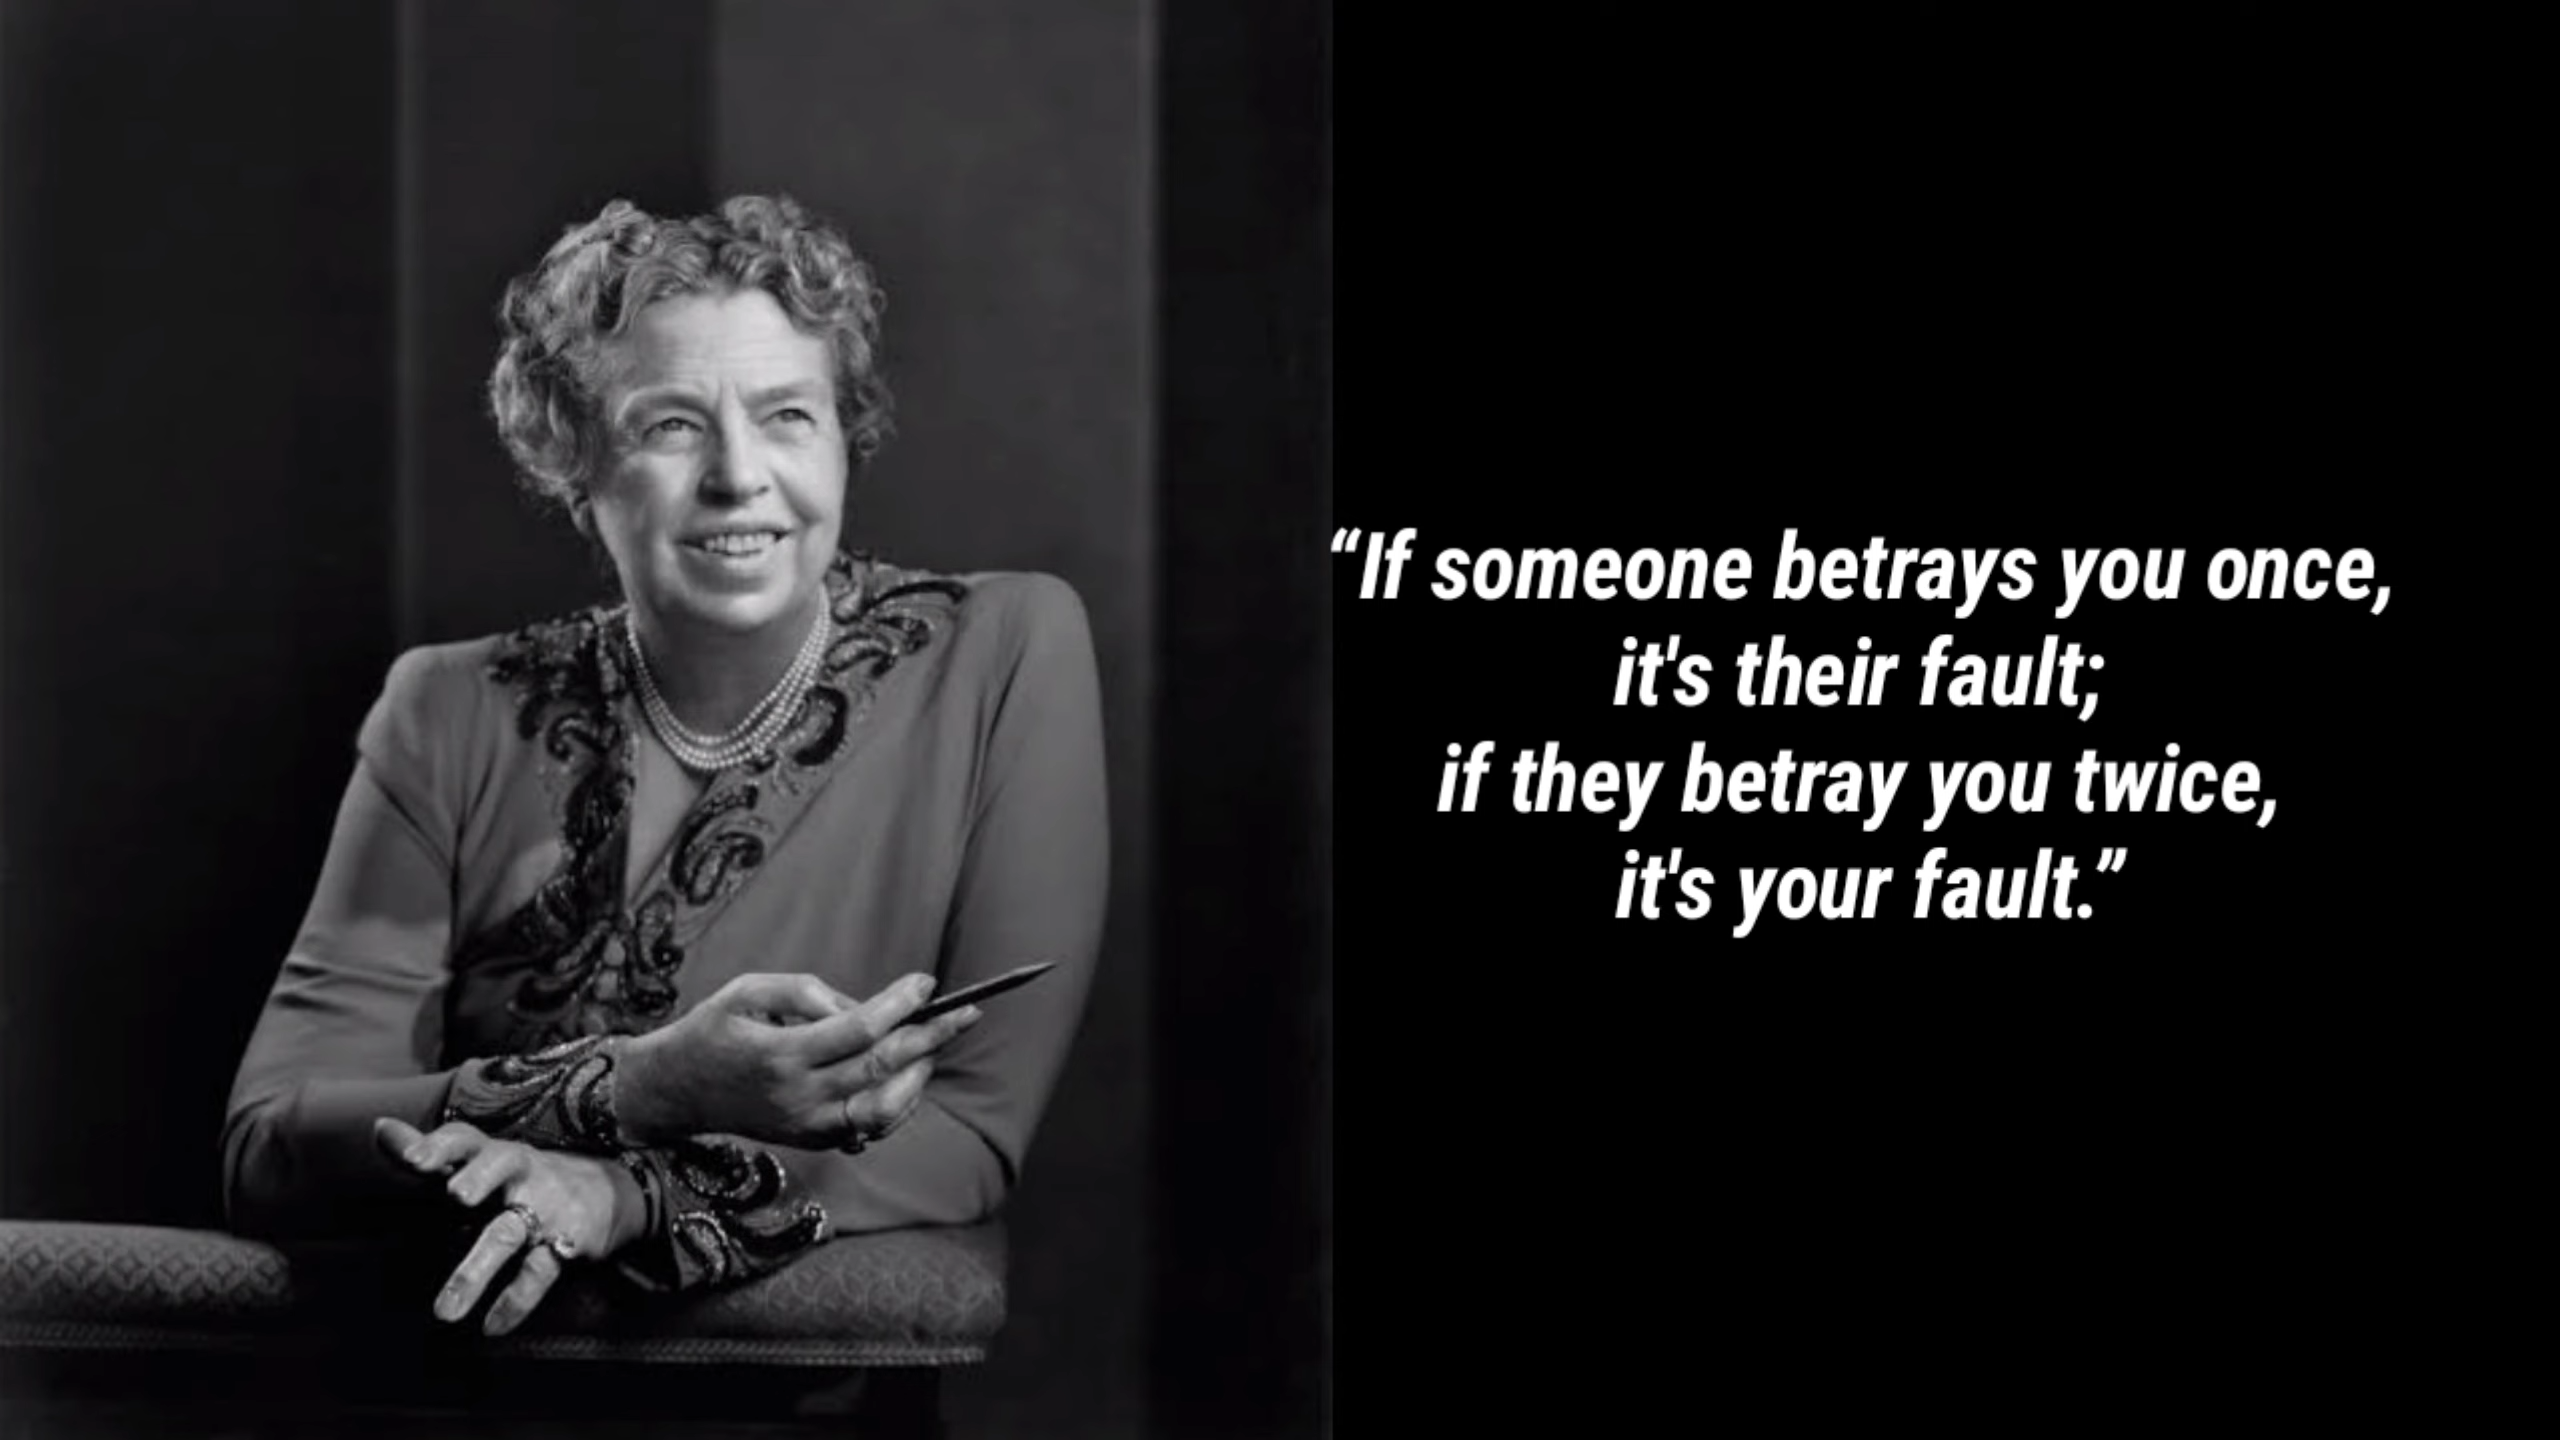 “If someone betrays you once,
it's their fault;
if they betray you twice,
it's your fault.”